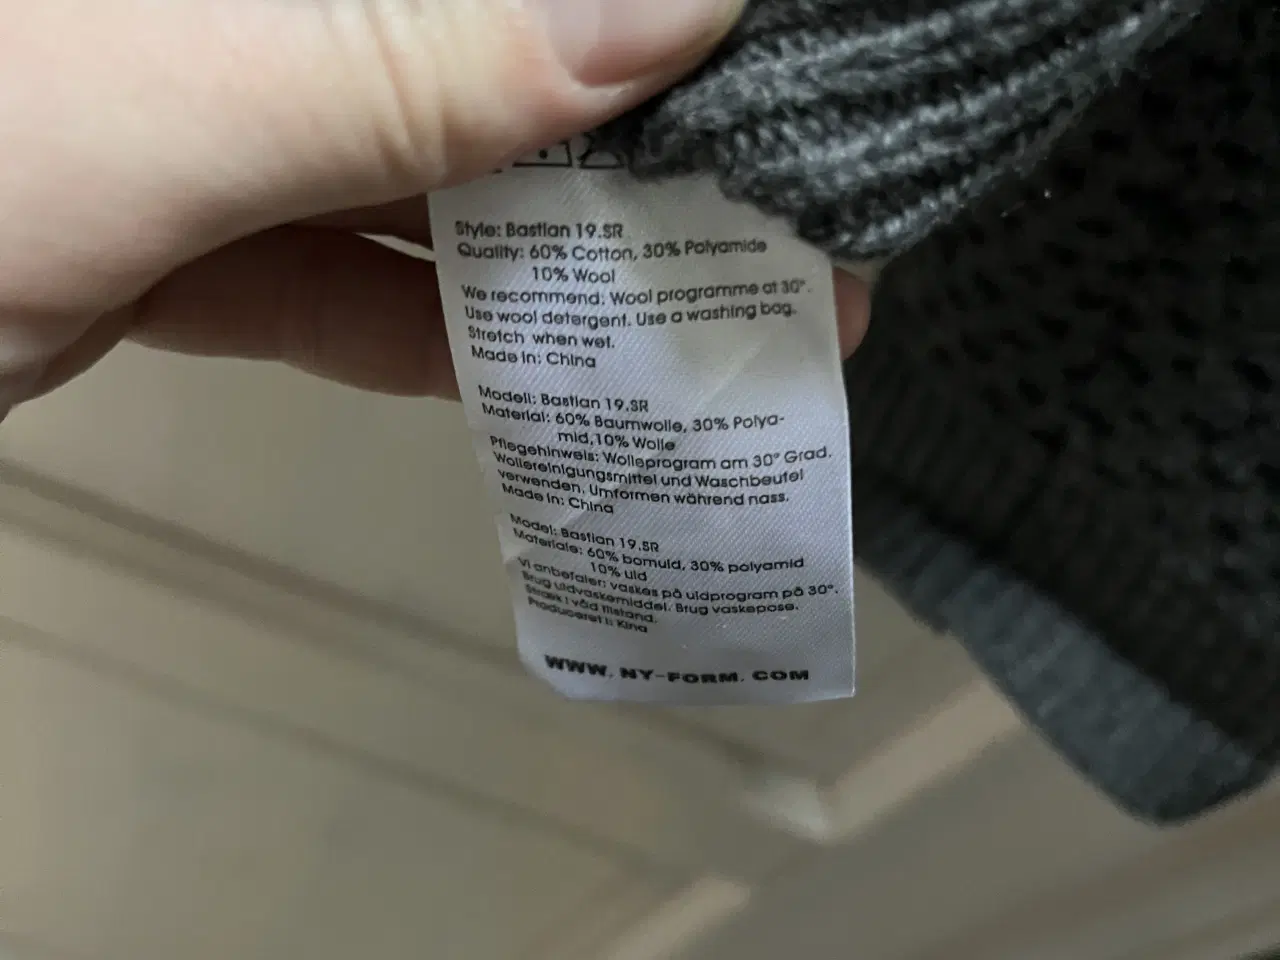 Style: Bastian 19.SR
Quality: 60% Cotton, 30% Polyamide
10% Wool
We recommend: Wool programme at 30°.
Use wool detergent. Use a washing bag.
Stretch when wet.
Made in: China
Modell: Bastian 19.SR
Material: 60% Baumwolle, 30% Polya-
mid,10% Wolle
Pflegehinweis: Wolleprogram am 30° Grad.
Wollereinigungsmittel und Waschbeutel
verwenden. Umformen während nass.
Made in: China
Model: Bastian 19.SR
Materiale: 60% bomuld, 30% polyamid
10% uld
Vi anbefaler: vaskes på uldprogram på 30°.
Brug uldvaskemiddel. Brug vaskepose.
Stræk i våd tilstand.
Produceret i: Kina
WWW. NY-FORM. COM